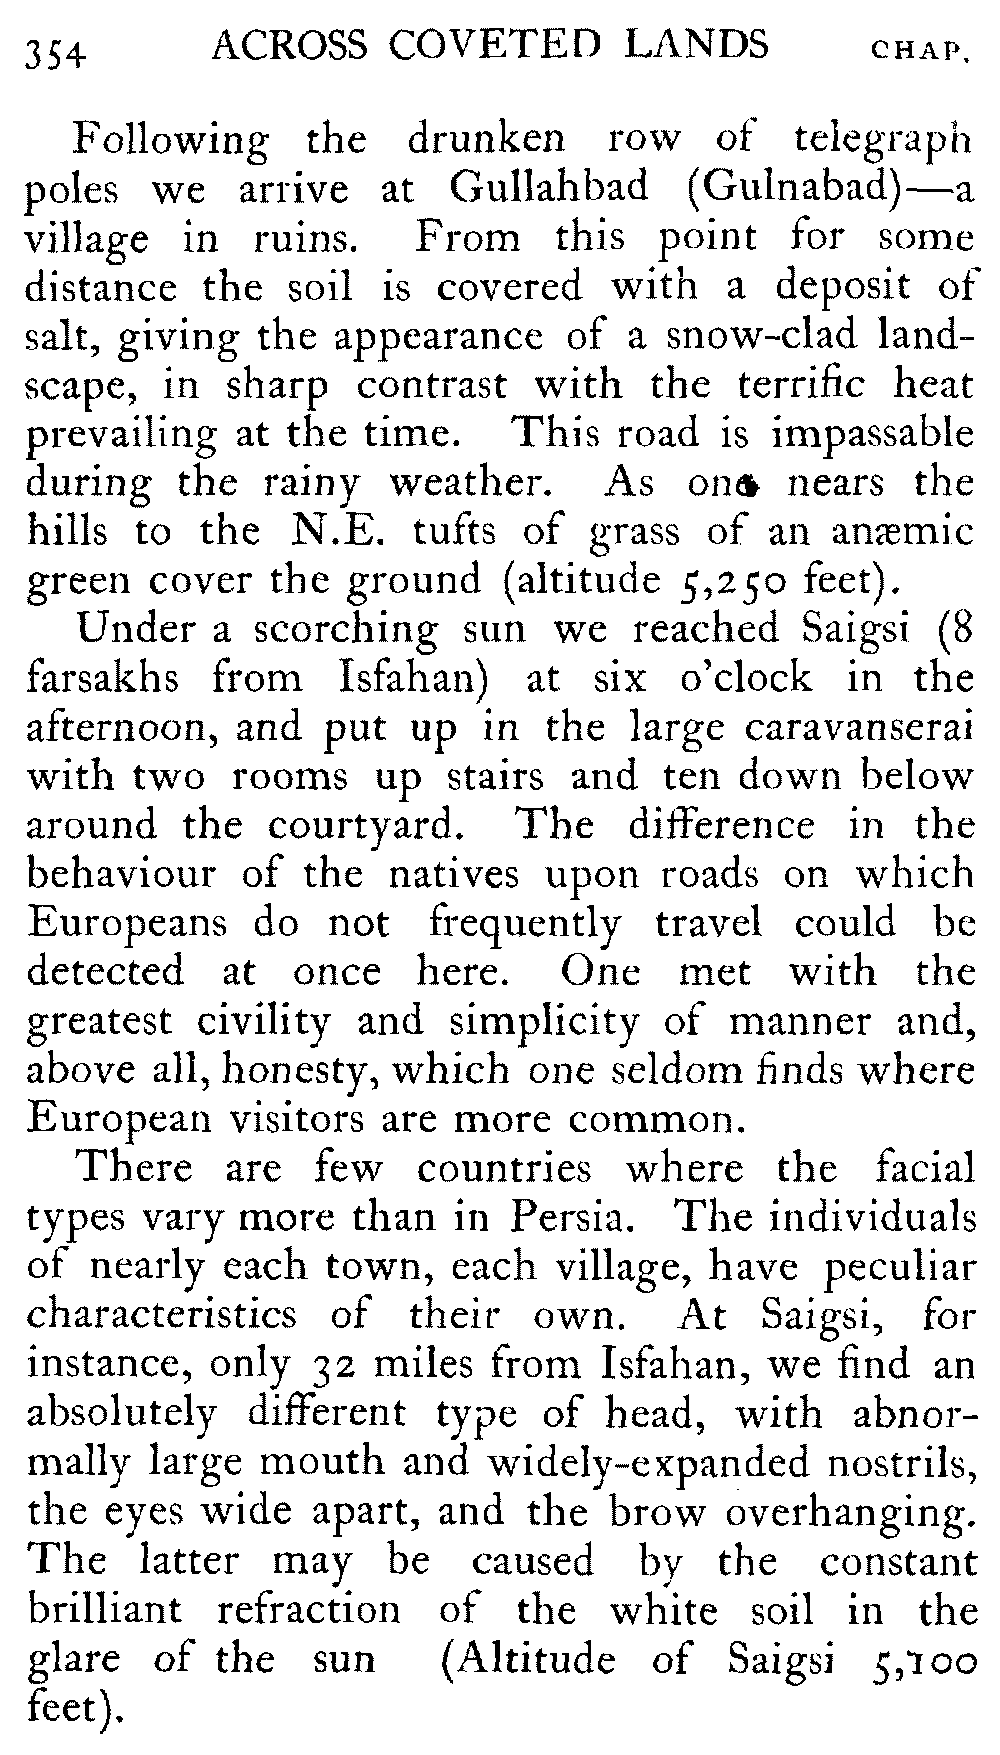 354 ACROSS COVETED LANDS CHAP.
Following the drunken row of telegraph
poles we arrive at Gullahbad (Gulnabad)—a
village in ruins. From this point for some
distance the soil is covered with a deposit of
salt, giving the appearance of a snow-clad land-
scape, in sharp contrast with the terrific heat
prevailing at the time. This road is impassable
during the rainy weather. As one nears the
hills to the N.E. tufts of grass of an anæmic
green cover the ground (altitude 5,250 feet).
Under a scorching sun we reached Saigsi (8
farsakhs from Isfahan) at six o'clock in the
afternoon, and put up in the large caravanserai
with two rooms up stairs and ten down below
around the courtyard. The difference in the
behaviour of the natives upon roads on which
Europeans do not frequently travel could be
detected at once here. One met with the
greatest civility and simplicity of manner and,
above all, honesty, which one seldom finds where
European visitors are more common.
There are few countries where the facial
types vary more than in Persia. The individuals
of nearly each town, each village, have peculiar
characteristics of their own. At Saigsi, for
instance, only 32 miles from Isfahan, we find an
absolutely different type of head, with abnor-
mally large mouth and widely-expanded nostrils,
the eyes wide apart, and the brow overhanging.
The latter may be caused by the constant
brilliant refraction of the white soil in the
glare of the sun (Altitude of Saigsi 5,100
feet).